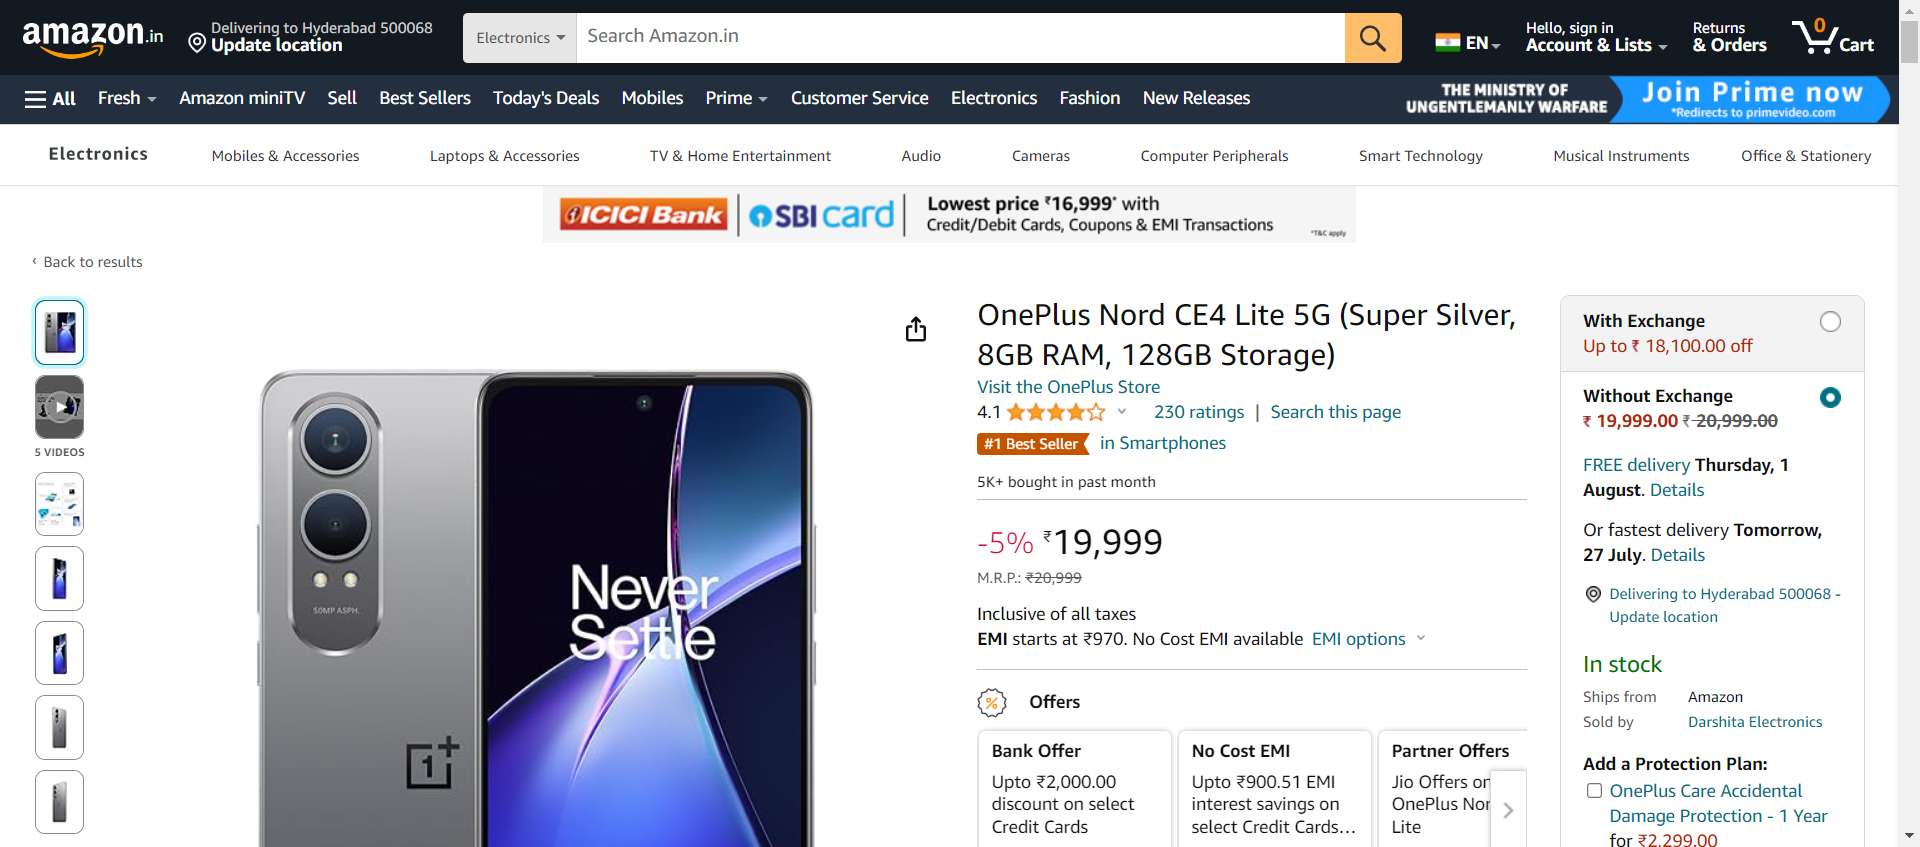 amazon.in
Delivering to Hyderabad 500068
Update location
Electronics
Search Amazon.in
EN
Hello, sign in
Account & Lists
Returns
& Orders
0
Cart
All
Fresh
Amazon miniTV
Sell
Best Sellers
Today's Deals
Mobiles
Prime
Customer Service
Electronics
Fashion
New Releases
THE MINISTRY OF
UNGENTLEMANLY WARFARE
Join Prime now
*Redirects to primevideo.com
Electronics
Mobiles & Accessories
Laptops & Accessories
TV & Home Entertainment
Audio
Cameras
Computer Peripherals
Smart Technology
Musical Instruments
Office & Stationery
ICICI Bank
SBI card
Lowest price ₹16,999* with
Credit/Debit Cards, Coupons & EMI Transactions
*T&C apply
‹ Back to results
5 VIDEOS
50MP ASPH.
Never
Settle
OnePlus Nord CE4 Lite 5G (Super Silver,
8GB RAM, 128GB Storage)
Visit the OnePlus Store
4.1
230 ratings | Search this page
#1 Best Seller in Smartphones
5K+ bought in past month
-5% ₹19,999
M.R.P.: ₹20,999
Inclusive of all taxes
EMI starts at ₹970. No Cost EMI available EMI options
Offers
Bank Offer
Upto ₹2,000.00
discount on select
Credit Cards
No Cost EMI
Upto ₹900.51 EMI
interest savings on
select Credit Cards…
Partner Offers
Jio Offers on
OnePlus Nor
Lite
With Exchange
Up to ₹ 18,100.00 off
Without Exchange
₹ 19,999.00 ₹ 20,999.00
FREE delivery Thursday, 1
August. Details
Or fastest delivery Tomorrow,
27 July. Details
Delivering to Hyderabad 500068 -
Update location
In stock
Ships from Amazon
Sold by Darshita Electronics
Add a Protection Plan:
OnePlus Care Accidental
Damage Protection - 1 Year
for ₹2,299.00